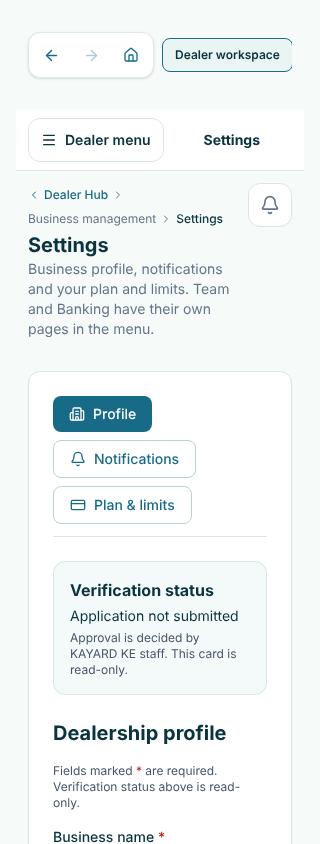 Dealer workspace
Dealer menu
Settings
Dealer Hub
Business management > Settings
Settings
Business profile, notifications
and your plan and limits. Team
and Banking have their own
pages in the menu.
Profile
Notifications
Plan & limits
Verification status
Application not submitted
Approval is decided by
KAYARD KE staff. This card is
read-only.
Dealership profile
Fields marked * are required.
Verification status above is read-
only.
Business name *